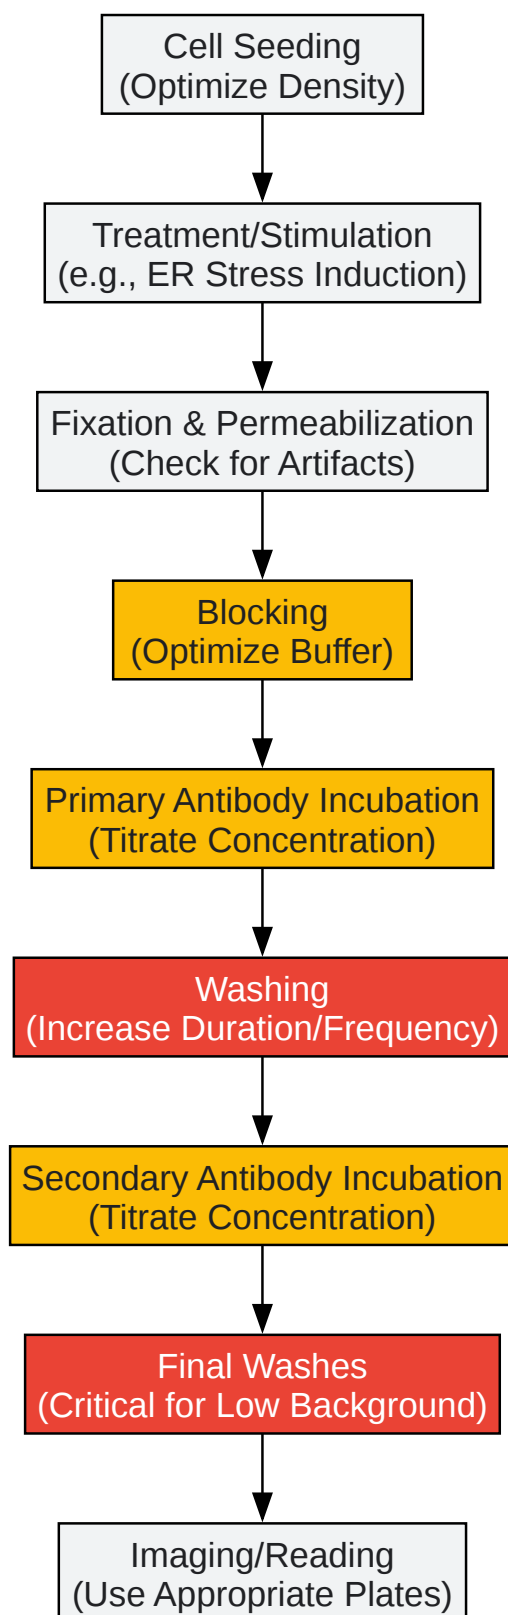 Cell Seeding
(Optimize Density)
Treatment/Stimulation
(e.g., ER Stress Induction)
Fixation & Permeabilization
(Check for Artifacts)
Blocking
(Optimize Buffer)
Primary Antibody Incubation
(Titrate Concentration)
Washing
(Increase Duration/Frequency)
Secondary Antibody Incubation
(Titrate Concentration)
Final Washes
(Critical for Low Background)
Imaging/Reading
(Use Appropriate Plates)